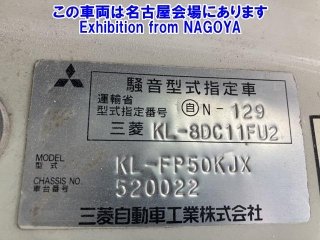 この車両は名古屋会場にあります
Exhibition from NAGOYA
騒音型式指定車
運輸省
型式指定番号 自N-129
三菱 KL-8DC11FU2
MODEL
型式 KL-FP50KJX
CHASSIS NO.
車台番号 520022
三菱自動車工業株式会社